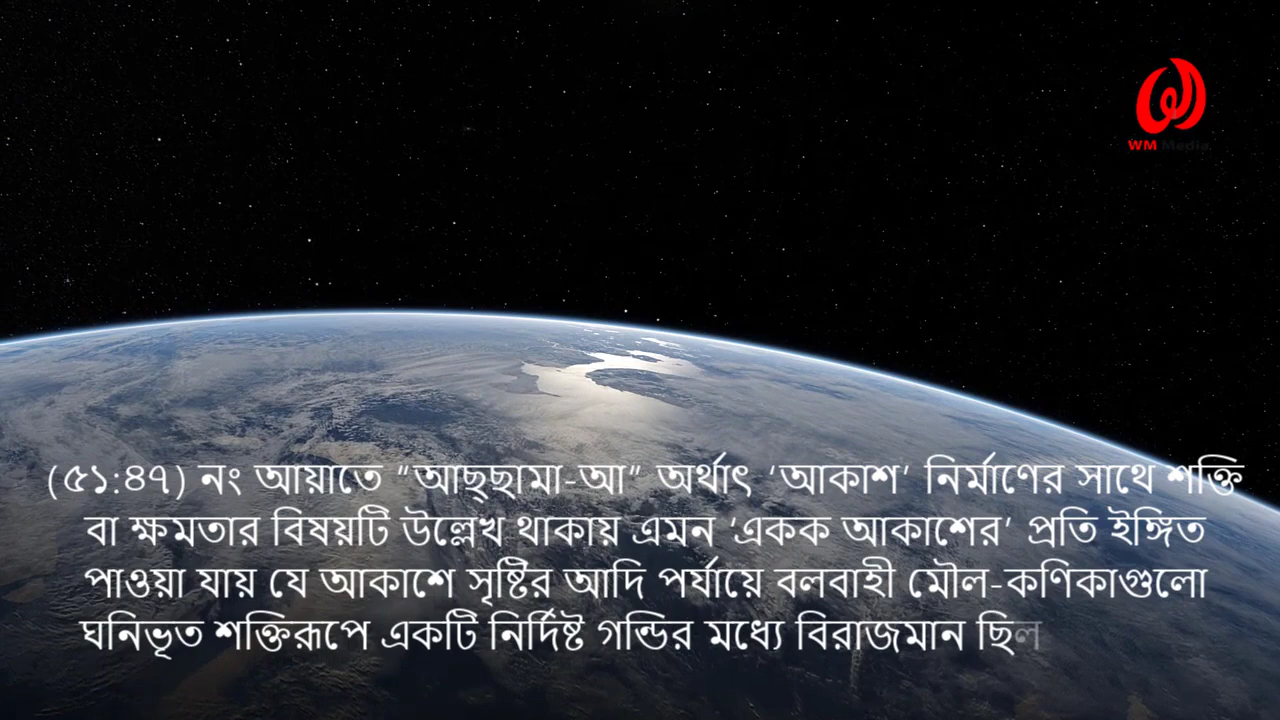 WM Media
(৫১:৪৭) নং আয়াতে “আছ্ছামা-আ” অর্থাৎ ‘আকাশ’ নির্মাণের সাথে শক্তি
বা ক্ষমতার বিষয়টি উল্লেখ থাকায় এমন ‘একক আকাশের’ প্রতি ইঙ্গিত
পাওয়া যায় যে আকাশে সৃষ্টির আদি পর্যায়ে বলবাহী মৌল-কণিকাগুলো
ঘনিভূত শক্তিরূপে একটি নির্দিষ্ট গন্ডির মধ্যে বিরাজমান ছিল